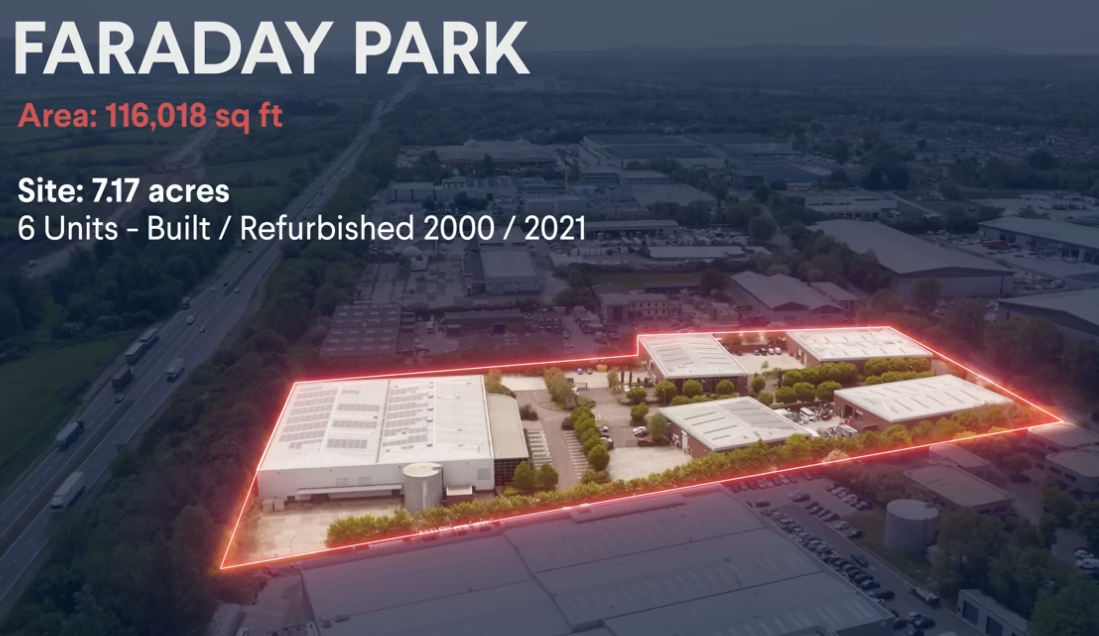 FARADAY PARK
Area: 116,018 sq ft
Site: 7.17 acres
6 Units - Built / Refurbished 2000 / 2021